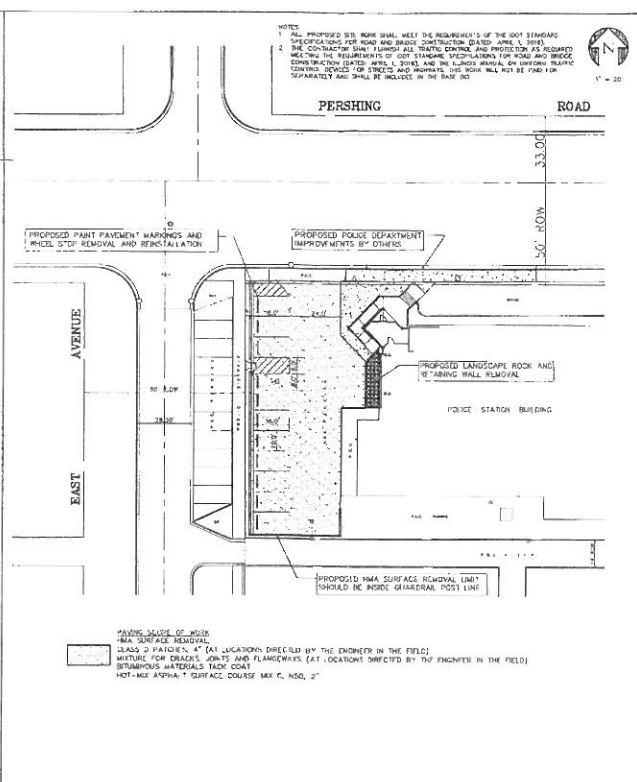 NOTES
1 ALL PROPOSED SITE WORK SHALL MEET THE REQUIREMENTS OF THE IDOT STANDARD
SPECIFICATIONS FOR ROAD AND BRIDGE CONSTRUCTION (DATED APRIL 1, 2016).
2 THE CONTRACTOR SHALL FURNISH ALL TRAFFIC CONTROL AND PROTECTION AS REQUIRED
MEETING THE REQUIREMENTS OF IDOT STANDARD SPECIFICATIONS FOR ROAD AND BRIDGE
CONSTRUCTION (DATED APRIL 1, 2016), AND THE ILLINOIS MANUAL ON UNIFORM TRAFFIC
CONTROL DEVICES FOR STREETS AND HIGHWAYS. THIS WORK WILL NOT BE PAID FOR
SEPARATELY AND SHALL BE INCLUDED IN THE BASE BID
N
1" = 20
PERSHING ROAD
33.00
50' ROW
PROPOSED PAINT PAVEMENT MARKINGS AND
WHEEL STOP REMOVAL AND REINSTALLATION
PROPOSED POLICE DEPARTMENT
IMPROVEMENTS BY OTHERS
EAST AVENUE
24.0'
PROPOSED LANDSCAPE ROCK AND
RETAINING WALL REMOVAL
POLICE STATION BUILDING
PROPOSED HMA SURFACE REMOVAL LIMIT
SHOULD BE INSIDE GUARDRAIL POST LINE
PAVING SCOPE OF WORK
HMA SURFACE REMOVAL,
CLASS D PATCHES, 4" (AT LOCATIONS DIRECTED BY THE ENGINEER IN THE FIELD)
MIXTURE FOR CRACKS, JOINTS AND FLANGEWAYS (AT LOCATIONS DIRECTED BY THE ENGINEER IN THE FIELD)
BITUMINOUS MATERIALS TACK COAT
HOT-MIX ASPHALT SURFACE COURSE MIX C, N50, 2"